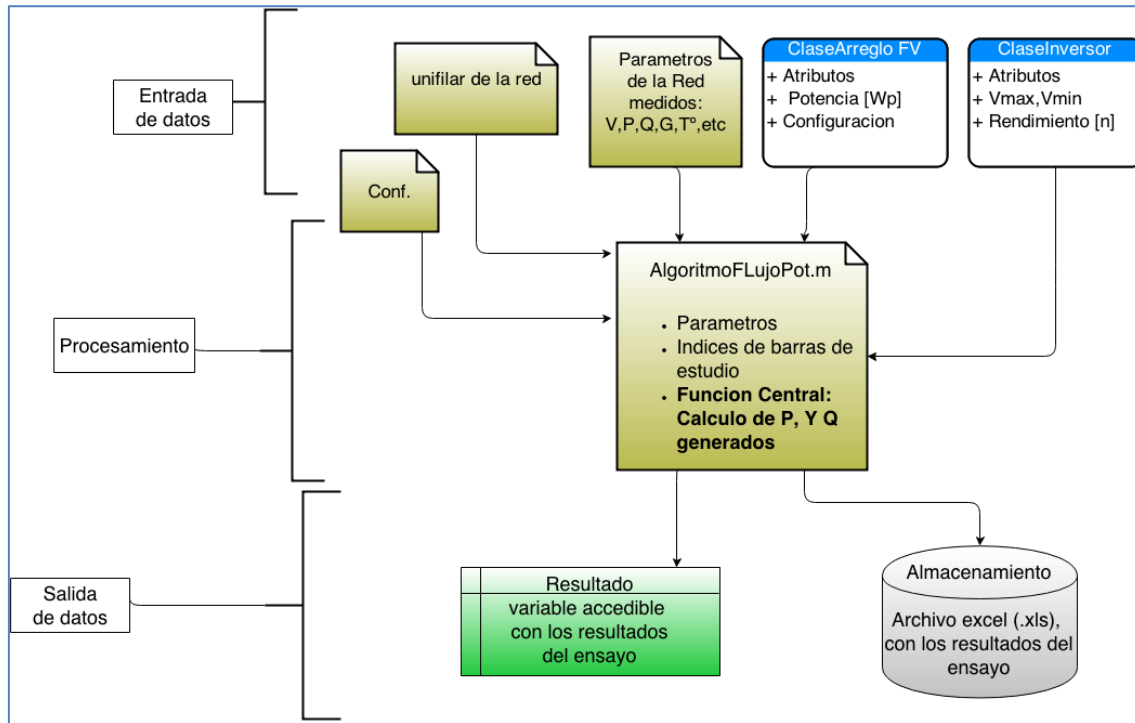 Entrada
de datos
unifilar de la red
Parametros
de la Red
medidos:
V,P,Q,G,Tº,etc
ClaseArreglo FV
+ Atributos
+ Potencia [Wp]
+ Configuracion
ClaseInversor
+ Atributos
+ Vmax,Vmin
+ Rendimiento [n]
Conf.
Procesamiento
AlgoritmoFLujoPot.m
• Parametros
• Indices de barras de
estudio
• Funcion Central:
Calculo de P, Y Q
generados
Salida
de datos
Resultado
variable accedible
con los resultados
del ensayo
Almacenamiento
Archivo excel (.xls),
con los resultados del
ensayo